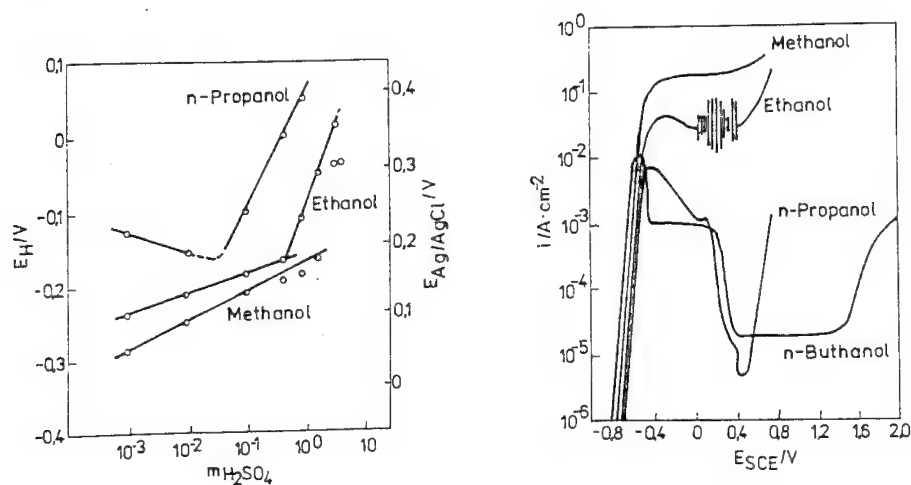 0,1
0
-0,1
-0,2
-0,3
-0,4
E_H/V
n-Propanol
Ethanol
Methanol
0,4
0,3
0,2
0,1
0
E_Ag/AgCl/V
10^-3
10^-2
10^-1
10^0
10
m_H2SO4
10^0
10^-1
10^-2
10^-3
10^-4
10^-5
10^-6
i/A·cm^-2
Methanol
Ethanol
n-Propanol
n-Buthanol
-0,8
-0,4
0
0,4
0,8
1,2
1,6
2,0
E_SCE/V